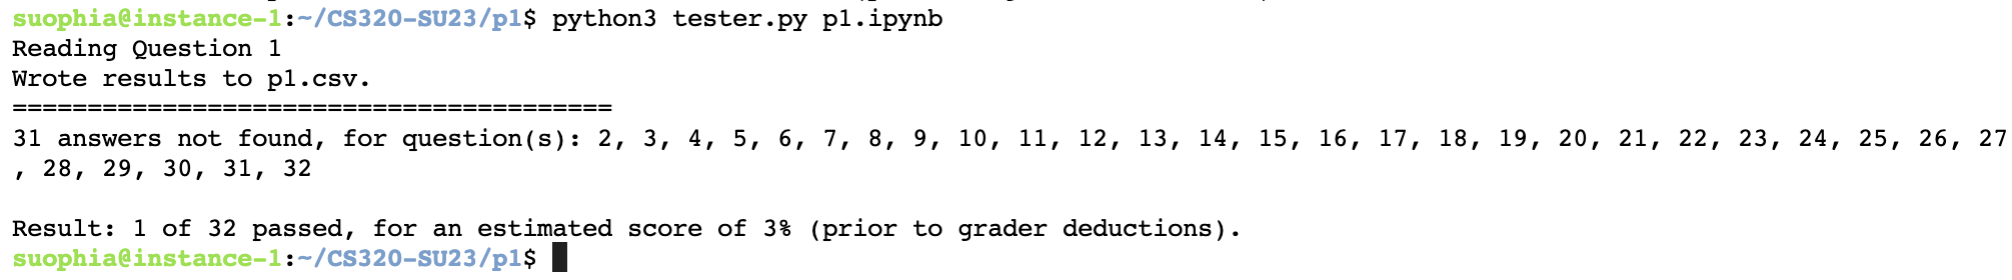 suophia@instance-1:~/CS320-SU23/p1$ python3 tester.py p1.ipynb
Reading Question 1
Wrote results to p1.csv.
========================================
31 answers not found, for question(s): 2, 3, 4, 5, 6, 7, 8, 9, 10, 11, 12, 13, 14, 15, 16, 17, 18, 19, 20, 21, 22, 23, 24, 25, 26, 27
, 28, 29, 30, 31, 32
Result: 1 of 32 passed, for an estimated score of 3% (prior to grader deductions).
suophia@instance-1:~/CS320-SU23/p1$